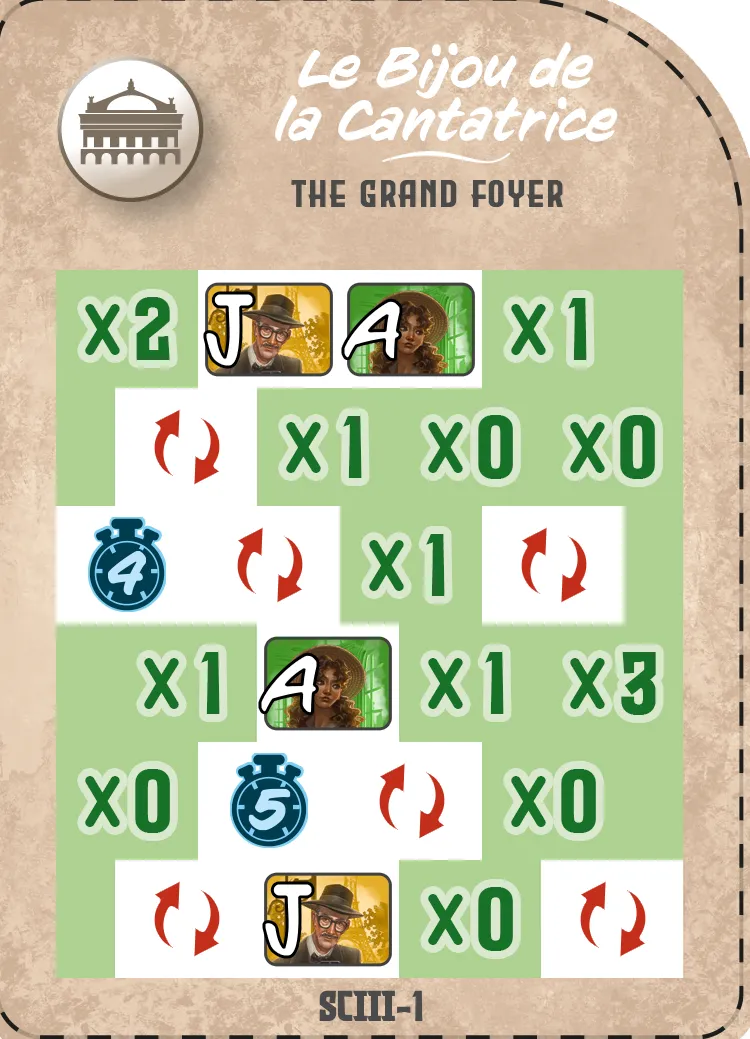 Le Bijou de
la Cantatrice
THE GRAND FOYER
X2 J A X1
X1 X0 X0
4 X1
X1 A X1 X3
X0 5 X0
J X0
SCIII-1